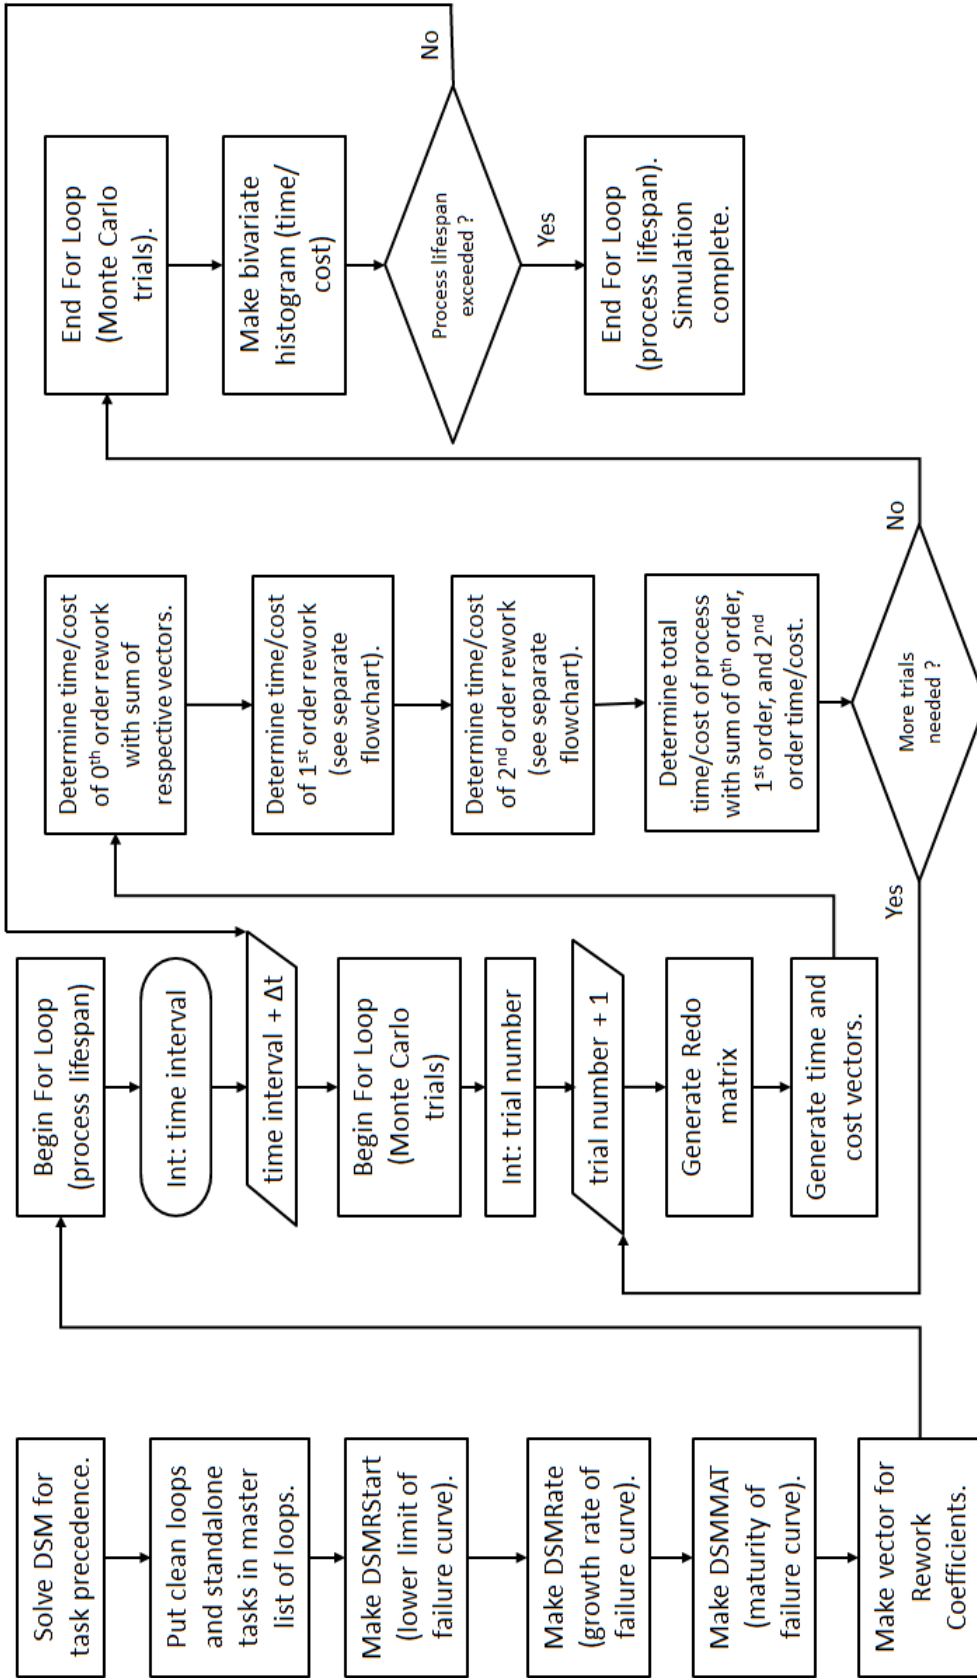 Solve DSM for
task precedence.
Put clean loops
and standalone
tasks in master
list of loops.
Make DSMRStart
(lower limit of
failure curve).
Make DSMRate
(growth rate of
failure curve).
Make DSMMAT
(maturity of
failure curve).
Make vector for
Rework
Coefficients.
Begin For Loop
(process lifespan)
Int: time interval
time interval + Δt
Begin For Loop
(Monte Carlo
trials)
Int: trial number
trial number + 1
Generate Redo
matrix
Generate time and
cost vectors.
Determine time/cost
of 0th order rework
with sum of
respective vectors.
Determine time/cost
of 1st order rework
(see separate
flowchart).
Determine time/cost
of 2nd order rework
(see separate
flowchart).
Determine total
time/cost of process
with sum of 0th order,
1st order, and 2nd
order time/cost.
More trials
needed ?
Yes
No
End For Loop
(Monte Carlo
trials).
Make bivariate
histogram (time/
cost)
Process lifespan
exceeded ?
No
Yes
End For Loop
(process lifespan).
Simulation
complete.